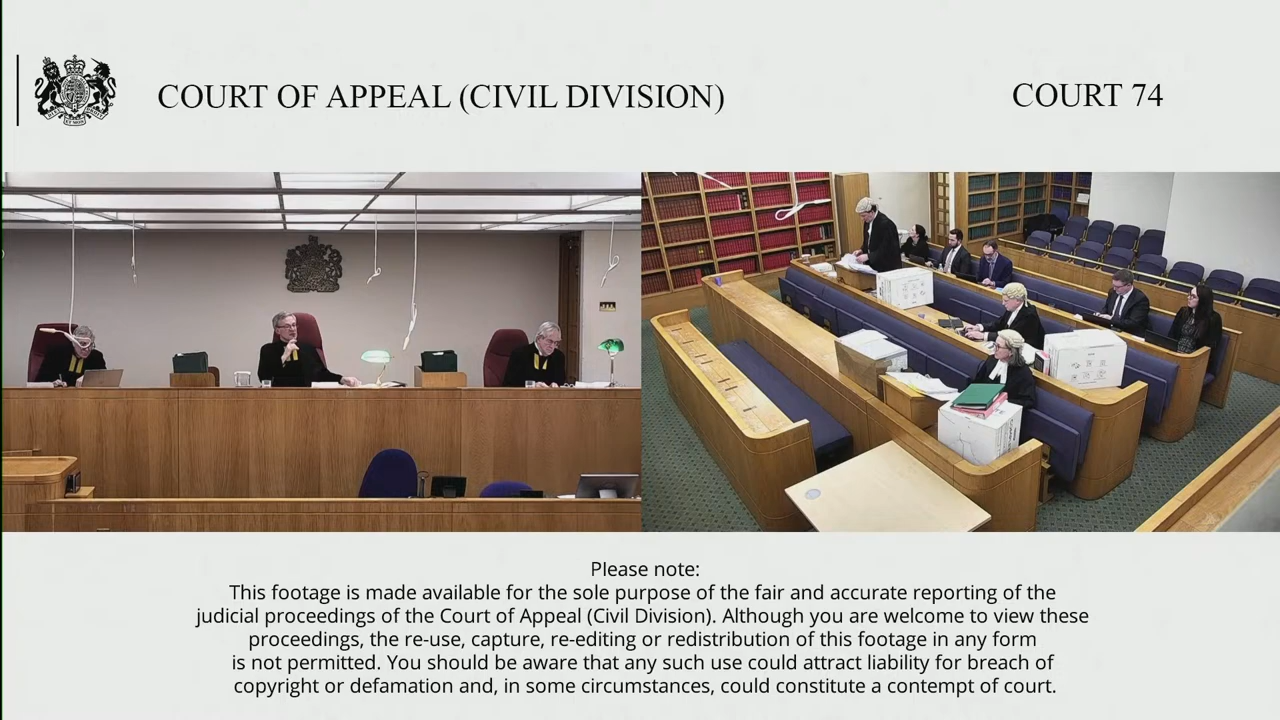 COURT OF APPEAL (CIVIL DIVISION)
COURT 74
Please note:
This footage is made available for the sole purpose of the fair and accurate reporting of the
judicial proceedings of the Court of Appeal (Civil Division). Although you are welcome to view these
proceedings, the re-use, capture, re-editing or redistribution of this footage in any form
is not permitted. You should be aware that any such use could attract liability for breach of
copyright or defamation and, in some circumstances, could constitute a contempt of court.